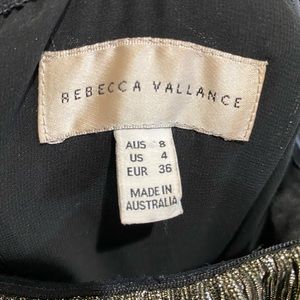 REBECCA VALLANCE
AUS 8
US 4
EUR 36
MADE IN
AUSTRALIA